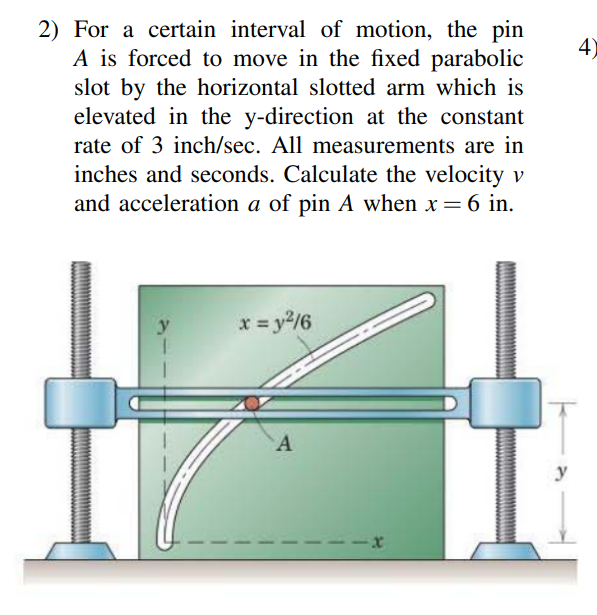 2) For a certain interval of motion, the pin
A is forced to move in the fixed parabolic
slot by the horizontal slotted arm which is
elevated in the y-direction at the constant
rate of 3 inch/sec. All measurements are in
inches and seconds. Calculate the velocity v
and acceleration a of pin A when x = 6 in.
4)
y
x = y²/6
A
y
x